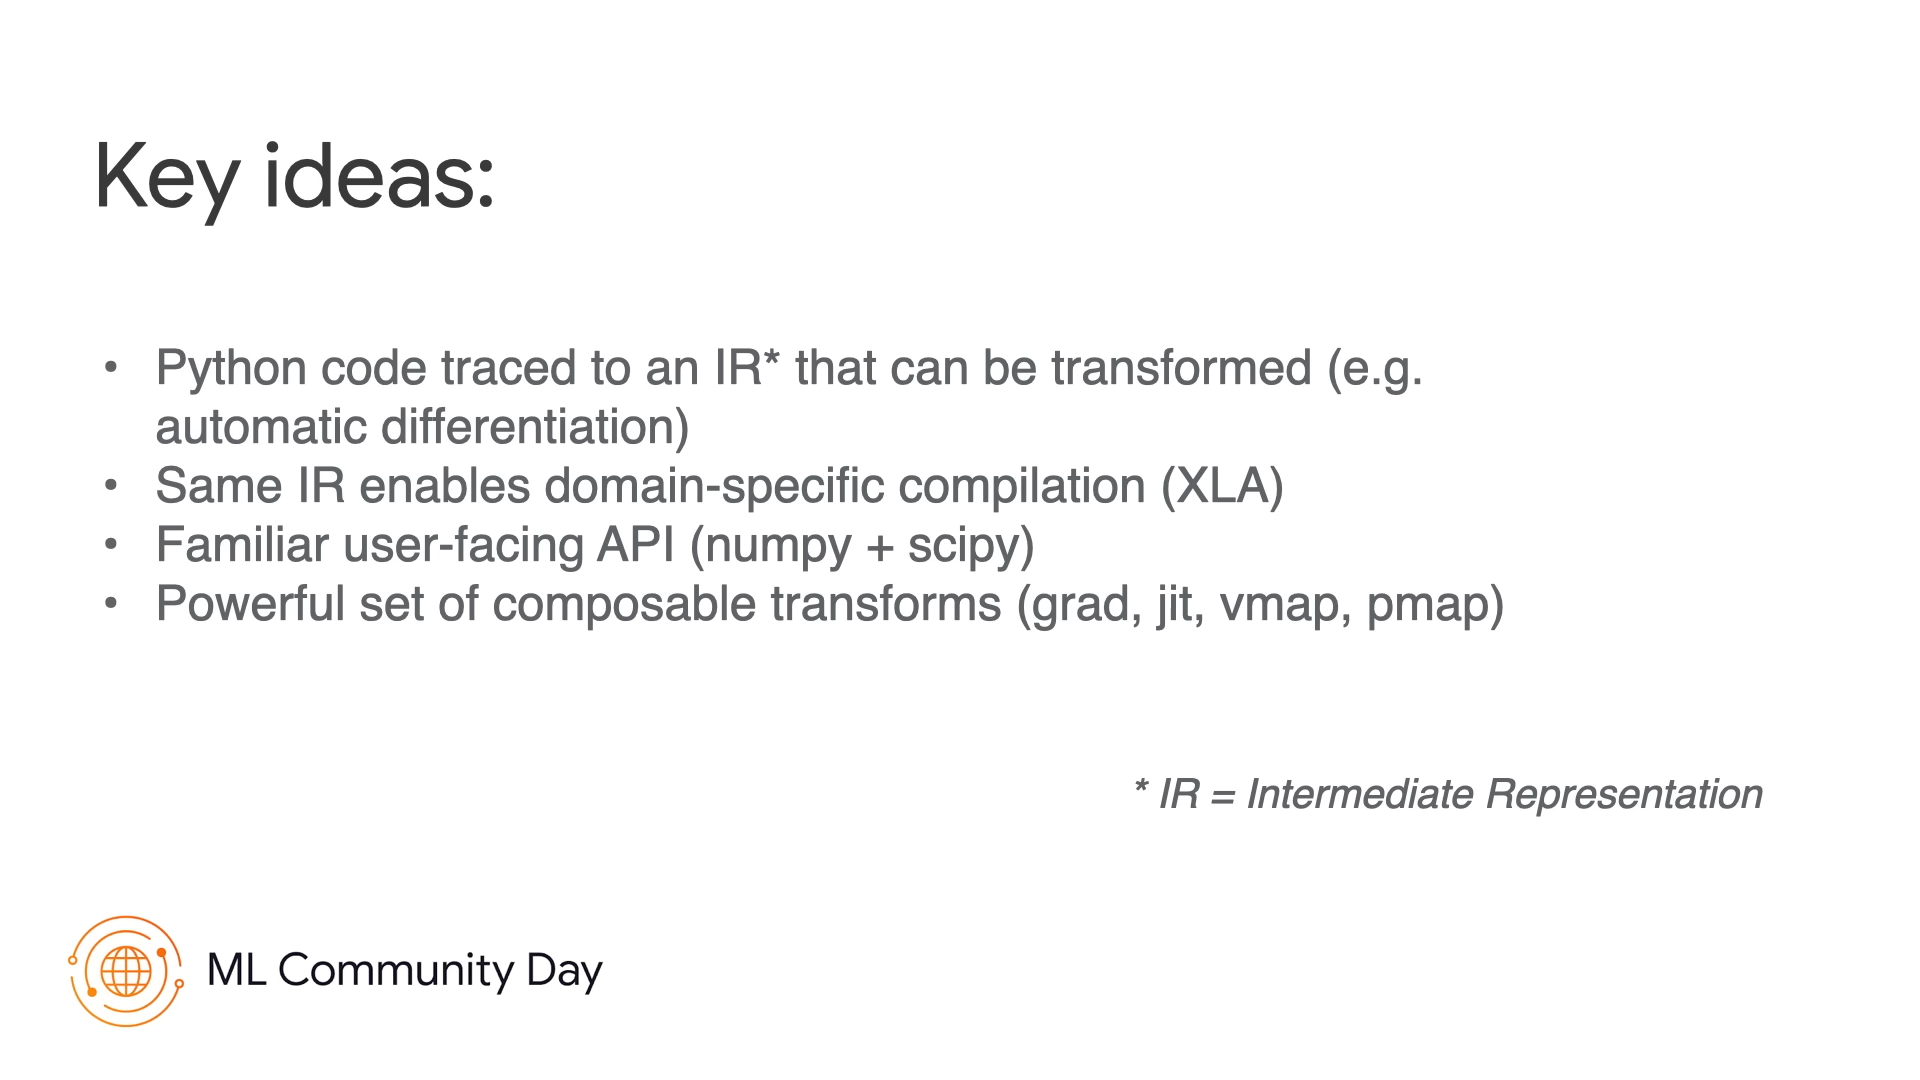 Key ideas:
• Python code traced to an IR* that can be transformed (e.g.
automatic differentiation)
• Same IR enables domain-specific compilation (XLA)
• Familiar user-facing API (numpy + scipy)
• Powerful set of composable transforms (grad, jit, vmap, pmap)
* IR = Intermediate Representation
ML Community Day